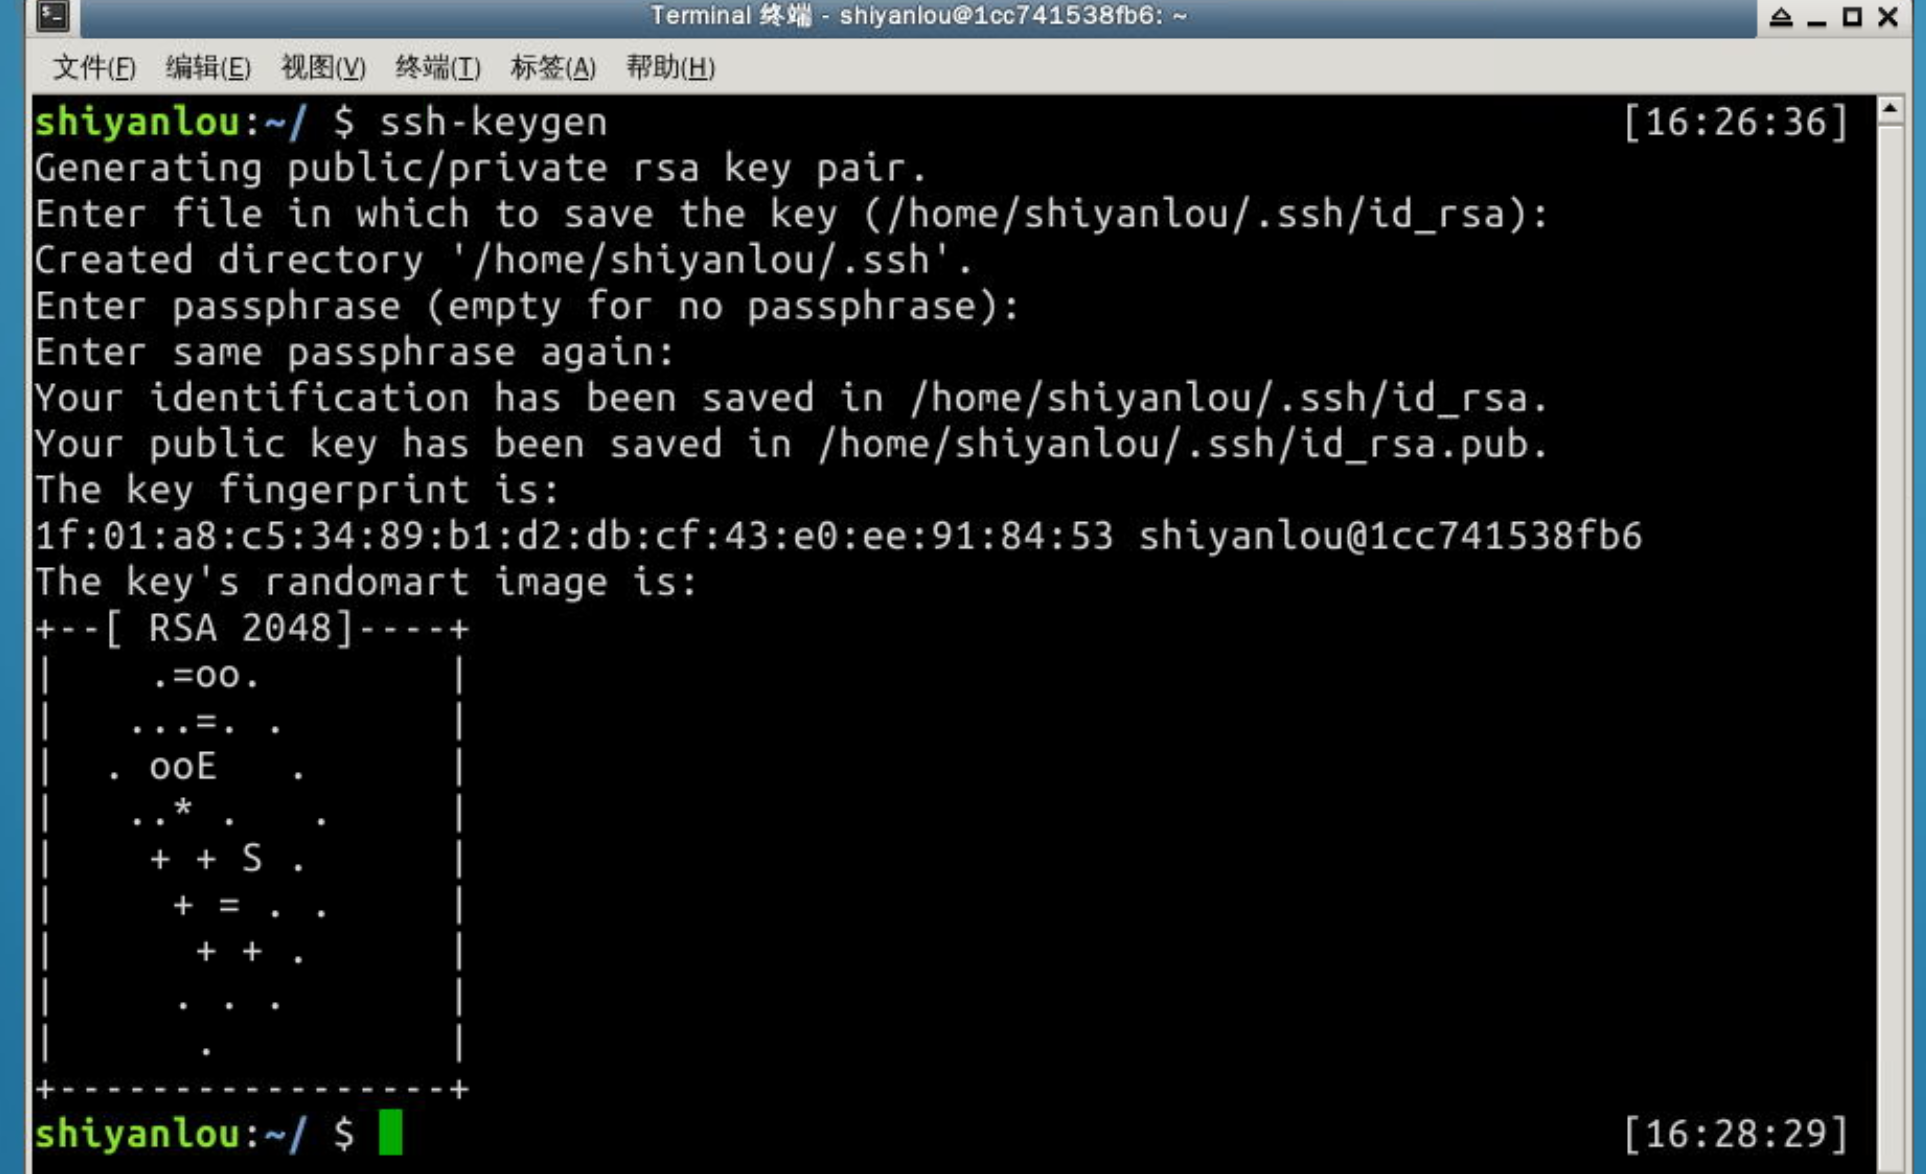 Terminal 终端 - shiyanlou@1cc741538fb6: ~
文件(F) 编辑(E) 视图(V) 终端(T) 标签(A) 帮助(H)
shiyanlou:~/ $ ssh-keygen [16:26:36]
Generating public/private rsa key pair.
Enter file in which to save the key (/home/shiyanlou/.ssh/id_rsa):
Created directory '/home/shiyanlou/.ssh'.
Enter passphrase (empty for no passphrase):
Enter same passphrase again:
Your identification has been saved in /home/shiyanlou/.ssh/id_rsa.
Your public key has been saved in /home/shiyanlou/.ssh/id_rsa.pub.
The key fingerprint is:
1f:01:a8:c5:34:89:b1:d2:db:cf:43:e0:ee:91:84:53 shiyanlou@1cc741538fb6
The key's randomart image is:
+--[ RSA 2048]----+
|    .=oo.        |
|   ...=. .       |
|  . ooE   .      |
|   ..* .   .     |
|    + + S .      |
|     + = . .     |
|      + + .      |
|     . . .       |
|      .          |
+-----------------+
shiyanlou:~/ $ [16:28:29]